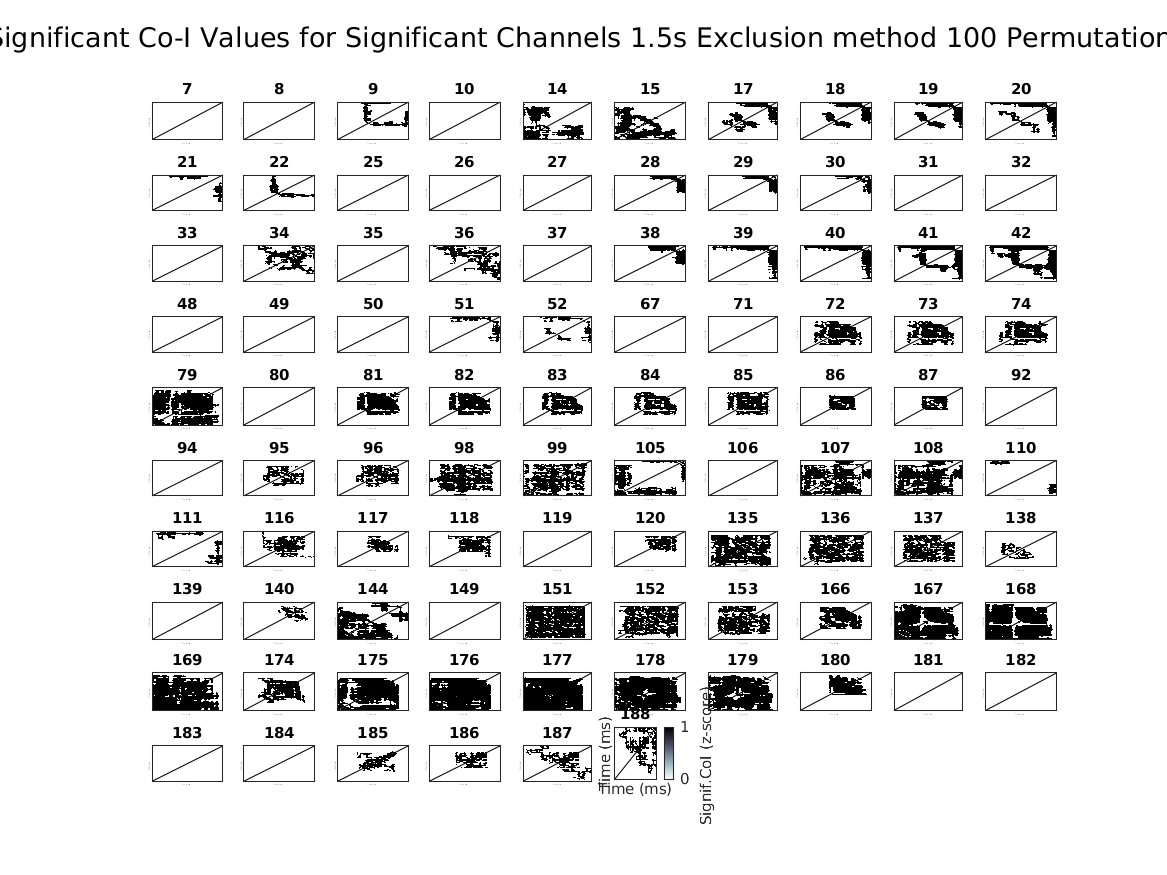 Significant Co-I Values for Significant Channels 1.5s Exclusion method 100 Permutation
7 8 9 10 14 15 17 18 19 20
21 22 25 26 27 28 29 30 31 32
33 34 35 36 37 38 39 40 41 42
48 49 50 51 52 67 71 72 73 74
79 80 81 82 83 84 85 86 87 92
94 95 96 98 99 105 106 107 108 110
111 116 117 118 119 120 135 136 137 138
139 140 144 149 151 152 153 166 167 168
169 174 175 176 177 178 179 180 181 182
183 184 185 186 187 188
Time (ms)
Time (ms)
1
0
Signif.CoI (z-score)